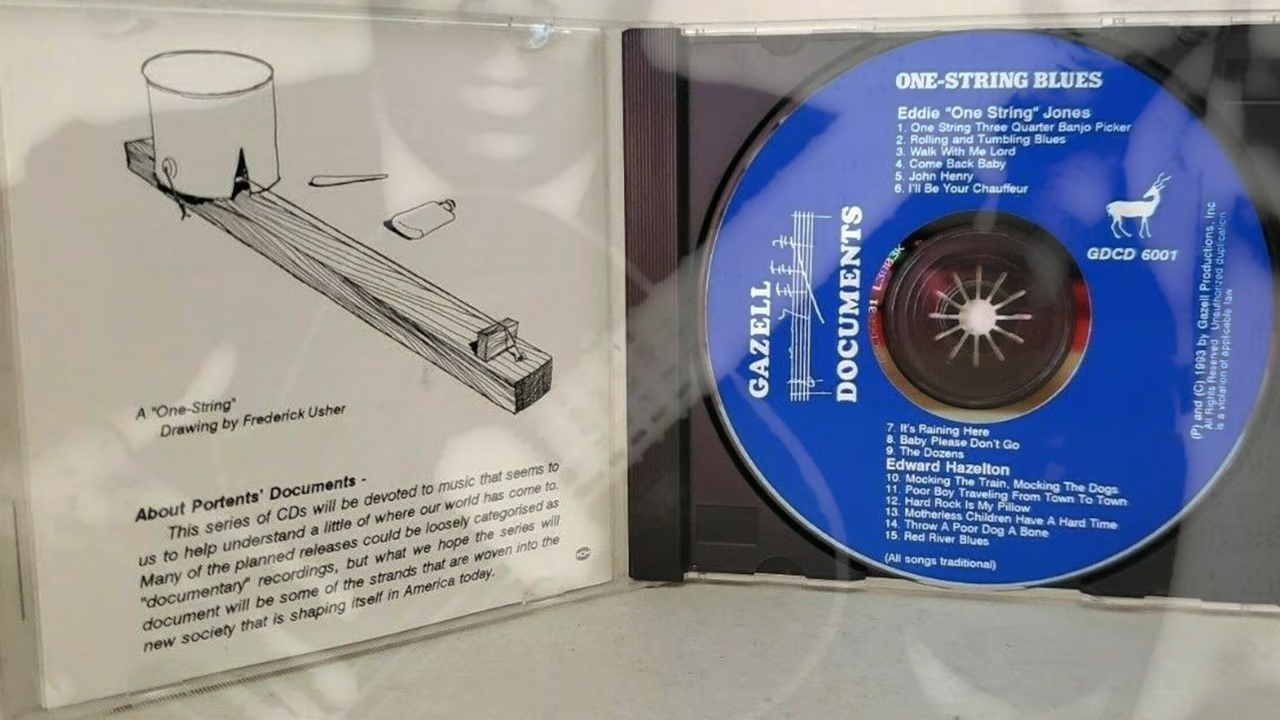 A "One-String"
Drawing by Frederick Usher
About Portents' Documents -
This series of CDs will be devoted to music that seems to
us to help understand a little of where our world has come to.
Many of the planned releases could be loosely categorised as
"documentary" recordings, but what we hope the series will
document will be some of the strands that are woven into the
new society that is shaping itself in America today.
ONE-STRING BLUES
Eddie "One String" Jones
1. One String Three Quarter Banjo Picker
2. Rolling and Tumbling Blues
3. Walk With Me Lord
4. Come Back Baby
5. John Henry
6. I'll Be Your Chauffeur
GAZELL
DOCUMENTS
GDCD 6001
(P) and (C) 1993 by Gazell Productions, Inc
All Rights Reserved. Unauthorized duplication
is a violation of applicable law
7. It's Raining Here
8. Baby Please Don't Go
9. The Dozens
Edward Hazelton
10. Mocking The Train, Mocking The Dogs
11. Poor Boy Traveling From Town To Town
12. Hard Rock Is My Pillow
13. Motherless Children Have A Hard Time
14. Throw A Poor Dog A Bone
15. Red River Blues
(All songs traditional)